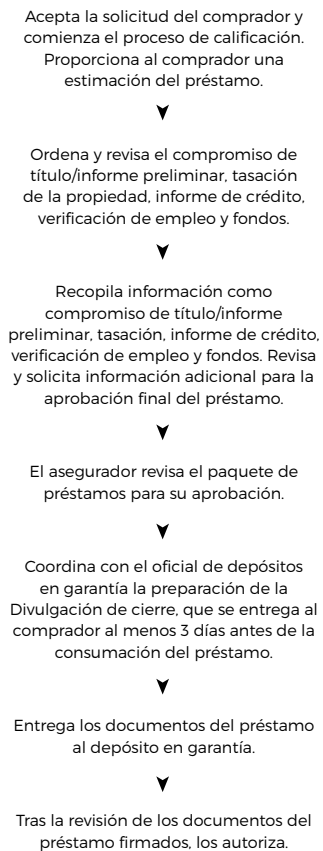 Acepta la solicitud del comprador y
comienza el proceso de calificación.
Proporciona al comprador una
estimación del préstamo.
Ordena y revisa el compromiso de
título/informe preliminar, tasación
de la propiedad, informe de crédito,
verificación de empleo y fondos.
Recopila información como
compromiso de título/informe
preliminar, tasación, informe de crédito,
verificación de empleo y fondos. Revisa
y solicita información adicional para la
aprobación final del préstamo.
El asegurador revisa el paquete de
préstamos para su aprobación.
Coordina con el oficial de depósitos
en garantía la preparación de la
Divulgación de cierre, que se entrega al
comprador al menos 3 días antes de la
consumación del préstamo.
Entrega los documentos del préstamo
al depósito en garantía.
Tras la revisión de los documentos del
préstamo firmados, los autoriza.